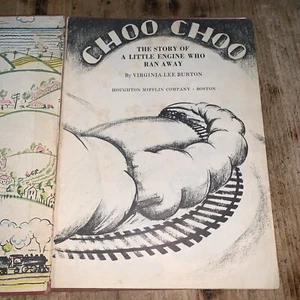 CHOO CHOO
THE STORY OF
A LITTLE ENGINE WHO
RAN AWAY
By VIRGINIA LEE BURTON
HOUGHTON MIFFLIN COMPANY · BOSTON